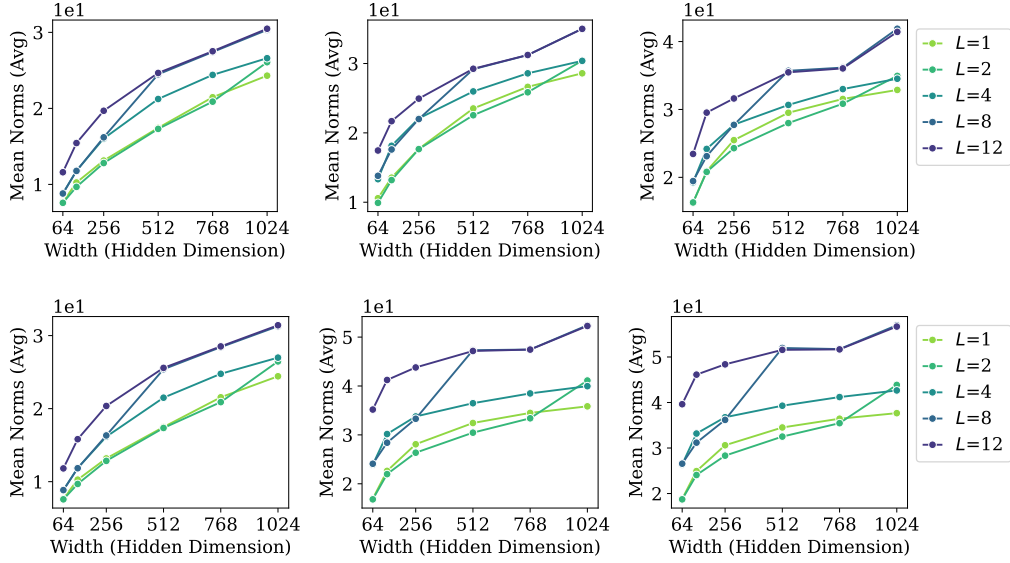 1e1
Mean Norms (Avg)
3
2
1
64 256 512 768 1024
Width (Hidden Dimension)
1e1
Mean Norms (Avg)
3
2
1
64 256 512 768 1024
Width (Hidden Dimension)
1e1
Mean Norms (Avg)
4
3
2
64 256 512 768 1024
Width (Hidden Dimension)
L=1
L=2
L=4
L=8
L=12
1e1
Mean Norms (Avg)
3
2
1
64 256 512 768 1024
Width (Hidden Dimension)
1e1
Mean Norms (Avg)
5
4
3
2
64 256 512 768 1024
Width (Hidden Dimension)
1e1
Mean Norms (Avg)
5
4
3
2
64 256 512 768 1024
Width (Hidden Dimension)
L=1
L=2
L=4
L=8
L=12